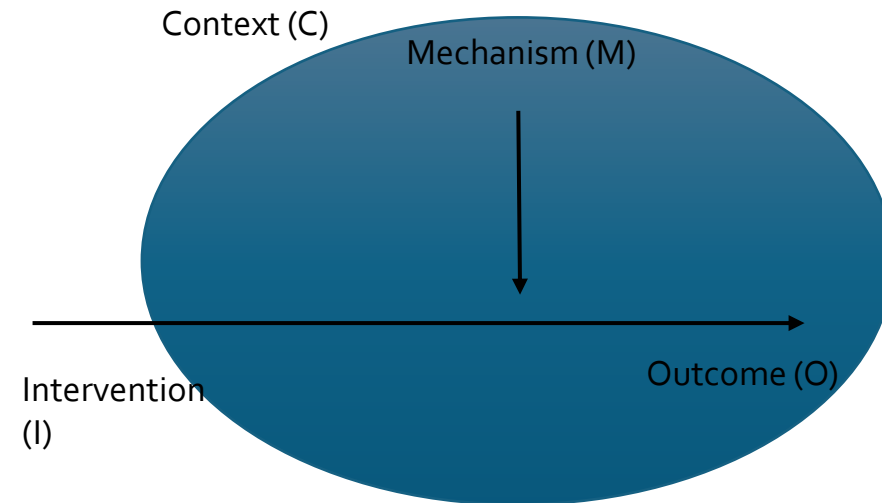 Context (C)
Mechanism (M)
Outcome (O)
Intervention
(I)